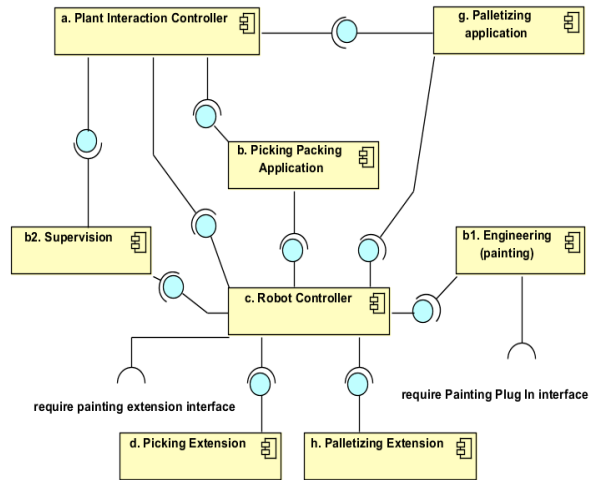 a. Plant Interaction Controller
g. Palletizing
application
b. Picking Packing
Application
b2. Supervision
b1. Engineering
(painting)
c. Robot Controller
require painting extension interface
require Painting Plug In interface
d. Picking Extension
h. Palletizing Extension